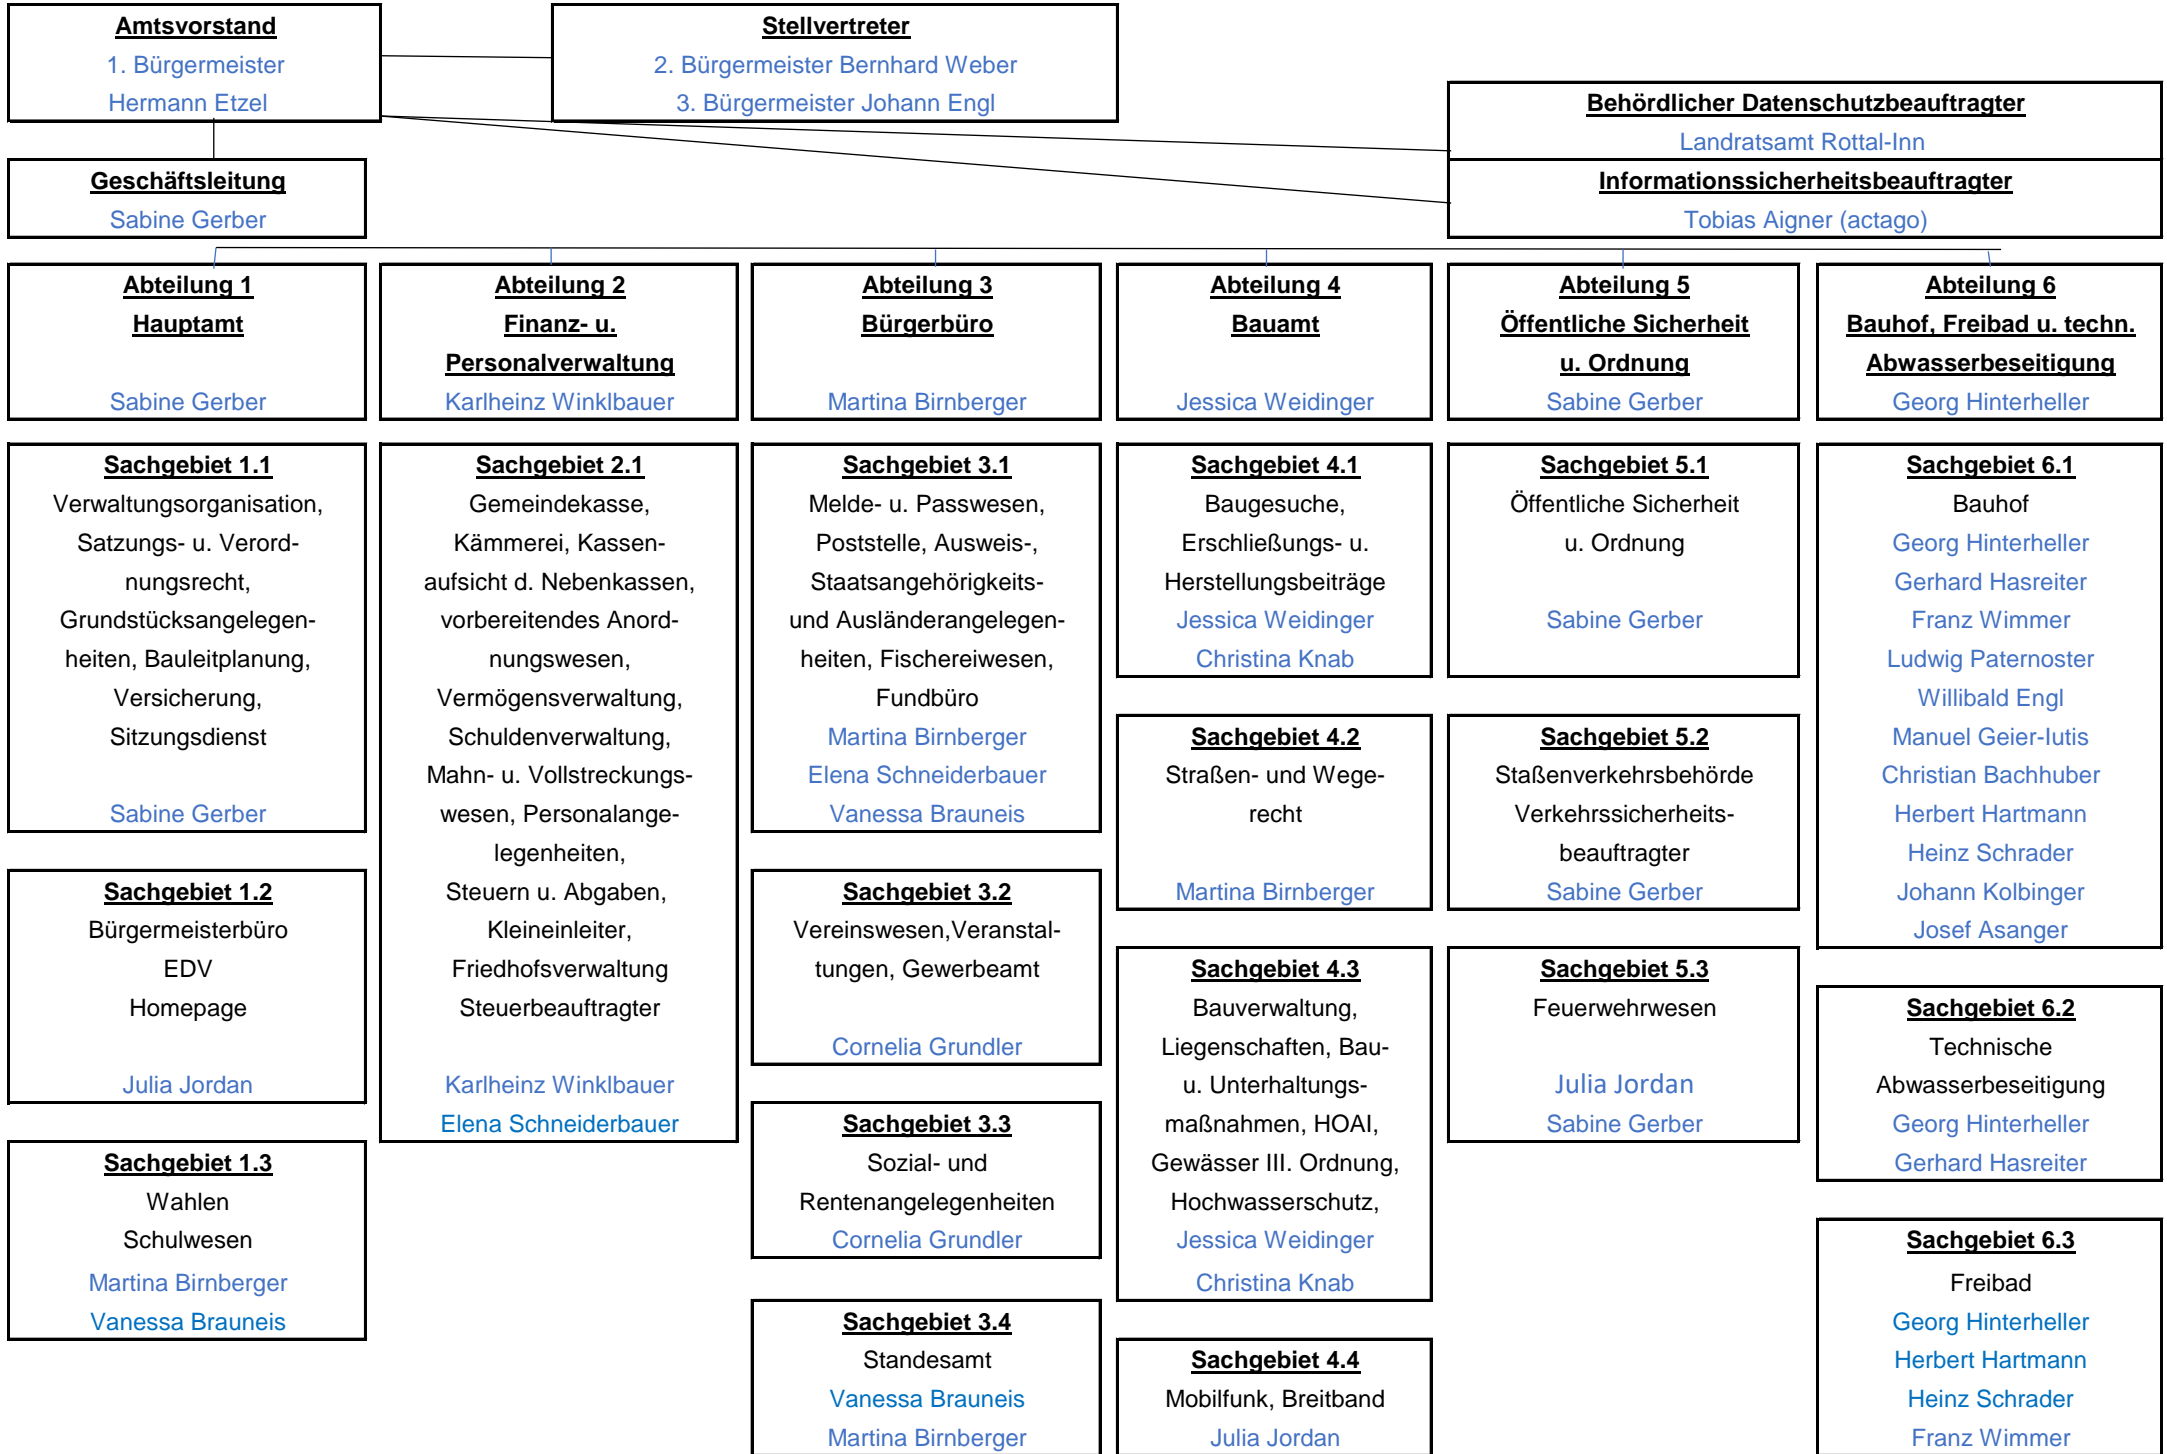 Amtsvorstand
1. Bürgermeister
Hermann Etzel
Stellvertreter
2. Bürgermeister Bernhard Weber
3. Bürgermeister Johann Engl
Behördlicher Datenschutzbeauftragter
Landratsamt Rottal-Inn
Informationssicherheitsbeauftragter
Tobias Aigner (actago)
Geschäftsleitung
Sabine Gerber
Abteilung 1
Hauptamt
Sabine Gerber
Abteilung 2
Finanz- u.
Personalverwaltung
Karlheinz Winklbauer
Abteilung 3
Bürgerbüro
Martina Birnberger
Abteilung 4
Bauamt
Jessica Weidinger
Abteilung 5
Öffentliche Sicherheit
u. Ordnung
Sabine Gerber
Abteilung 6
Bauhof, Freibad u. techn.
Abwasserbeseitigung
Georg Hinterheller
Sachgebiet 1.1
Verwaltungsorganisation,
Satzungs- u. Verord-
nungsrecht,
Grundstücksangelegen-
heiten, Bauleitplanung,
Versicherung,
Sitzungsdienst
Sabine Gerber
Sachgebiet 1.2
Bürgermeisterbüro
EDV
Homepage
Julia Jordan
Sachgebiet 1.3
Wahlen
Schulwesen
Martina Birnberger
Vanessa Brauneis
Sachgebiet 2.1
Gemeindekasse,
Kämmerei, Kassen-
aufsicht d. Nebenkassen,
vorbereitendes Anord-
nungswesen,
Vermögensverwaltung,
Schuldenverwaltung,
Mahn- u. Vollstreckungs-
wesen, Personalange-
legenheiten,
Steuern u. Abgaben,
Kleineinleiter,
Friedhofsverwaltung
Steuerbeauftragter
Karlheinz Winklbauer
Elena Schneiderbauer
Sachgebiet 3.1
Melde- u. Passwesen,
Poststelle, Ausweis-,
Staatsangehörigkeits-
und Ausländerangelegen-
heiten, Fischereiwesen,
Fundbüro
Martina Birnberger
Elena Schneiderbauer
Vanessa Brauneis
Sachgebiet 3.2
Vereinswesen,Veranstal-
tungen, Gewerbeamt
Cornelia Grundler
Sachgebiet 3.3
Sozial- und
Rentenangelegenheiten
Cornelia Grundler
Sachgebiet 3.4
Standesamt
Vanessa Brauneis
Martina Birnberger
Sachgebiet 4.1
Baugesuche,
Erschließungs- u.
Herstellungsbeiträge
Jessica Weidinger
Christina Knab
Sachgebiet 4.2
Straßen- und Wege-
recht
Martina Birnberger
Sachgebiet 4.3
Bauverwaltung,
Liegenschaften, Bau-
u. Unterhaltungs-
maßnahmen, HOAI,
Gewässer III. Ordnung,
Hochwasserschutz,
Jessica Weidinger
Christina Knab
Sachgebiet 4.4
Mobilfunk, Breitband
Julia Jordan
Sachgebiet 5.1
Öffentliche Sicherheit
u. Ordnung
Sabine Gerber
Sachgebiet 5.2
Staßenverkehrsbehörde
Verkehrssicherheits-
beauftragter
Sabine Gerber
Sachgebiet 5.3
Feuerwehrwesen
Julia Jordan
Sabine Gerber
Sachgebiet 6.1
Bauhof
Georg Hinterheller
Gerhard Hasreiter
Franz Wimmer
Ludwig Paternoster
Willibald Engl
Manuel Geier-Iutis
Christian Bachhuber
Herbert Hartmann
Heinz Schrader
Johann Kolbinger
Josef Asanger
Sachgebiet 6.2
Technische
Abwasserbeseitigung
Georg Hinterheller
Gerhard Hasreiter
Sachgebiet 6.3
Freibad
Georg Hinterheller
Herbert Hartmann
Heinz Schrader
Franz Wimmer